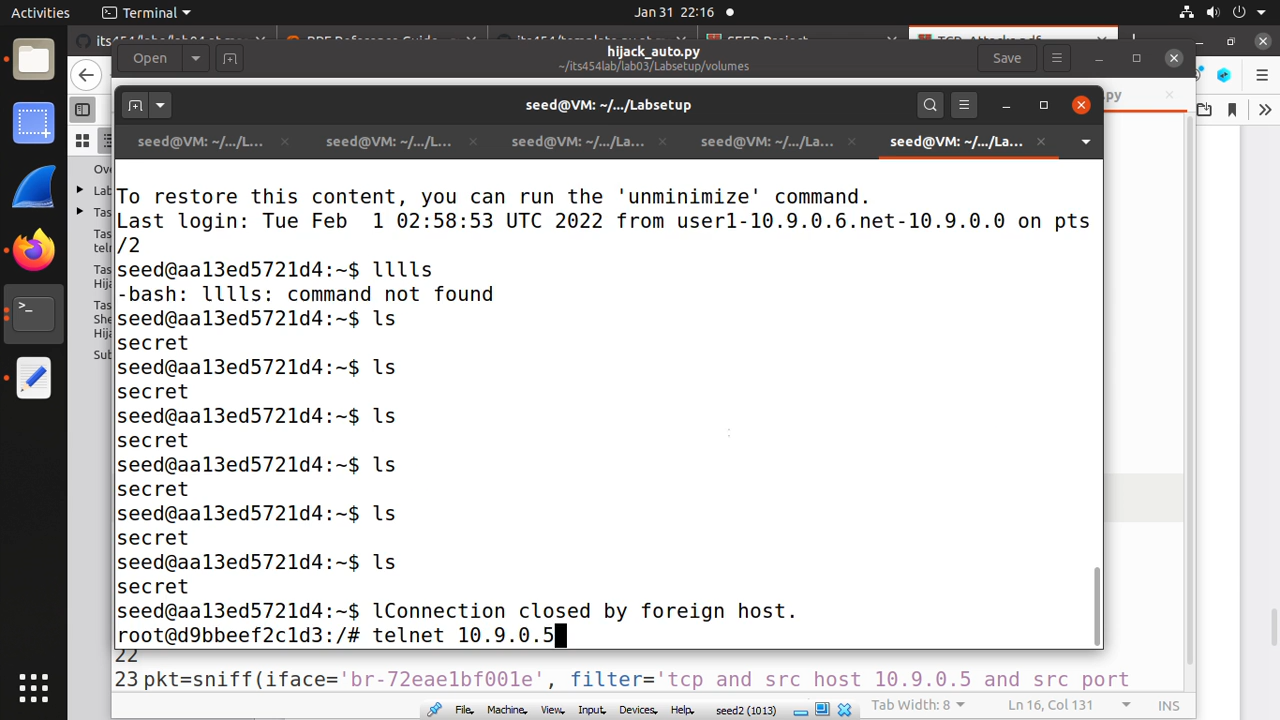 Activities
Terminal
Jan 31 22:16
Open
hijack_auto.py
~/its454lab/lab03/Labsetup/volumes
Save
seed@VM: ~/.../Labsetup
.py
seed@VM: ~/.../L...
seed@VM: ~/.../L...
seed@VM: ~/.../La...
seed@VM: ~/.../La...
seed@VM: ~/.../La...
To restore this content, you can run the 'unminimize' command.
Last login: Tue Feb  1 02:58:53 UTC 2022 from user1-10.9.0.6.net-10.9.0.0 on pts
/2
seed@aa13ed5721d4:~$ lllls
-bash: lllls: command not found
seed@aa13ed5721d4:~$ ls
secret
seed@aa13ed5721d4:~$ ls
secret
seed@aa13ed5721d4:~$ ls
secret
seed@aa13ed5721d4:~$ ls
secret
seed@aa13ed5721d4:~$ ls
secret
seed@aa13ed5721d4:~$ ls
secret
seed@aa13ed5721d4:~$ lConnection closed by foreign host.
root@d9bbeef2c1d3:/# telnet 10.9.0.5
22
23 pkt=sniff(iface='br-72eae1bf001e', filter='tcp and src host 10.9.0.5 and src port
File Machine View Input Devices Help seed2 (1013)
Tab Width: 8
Ln 16, Col 131
INS